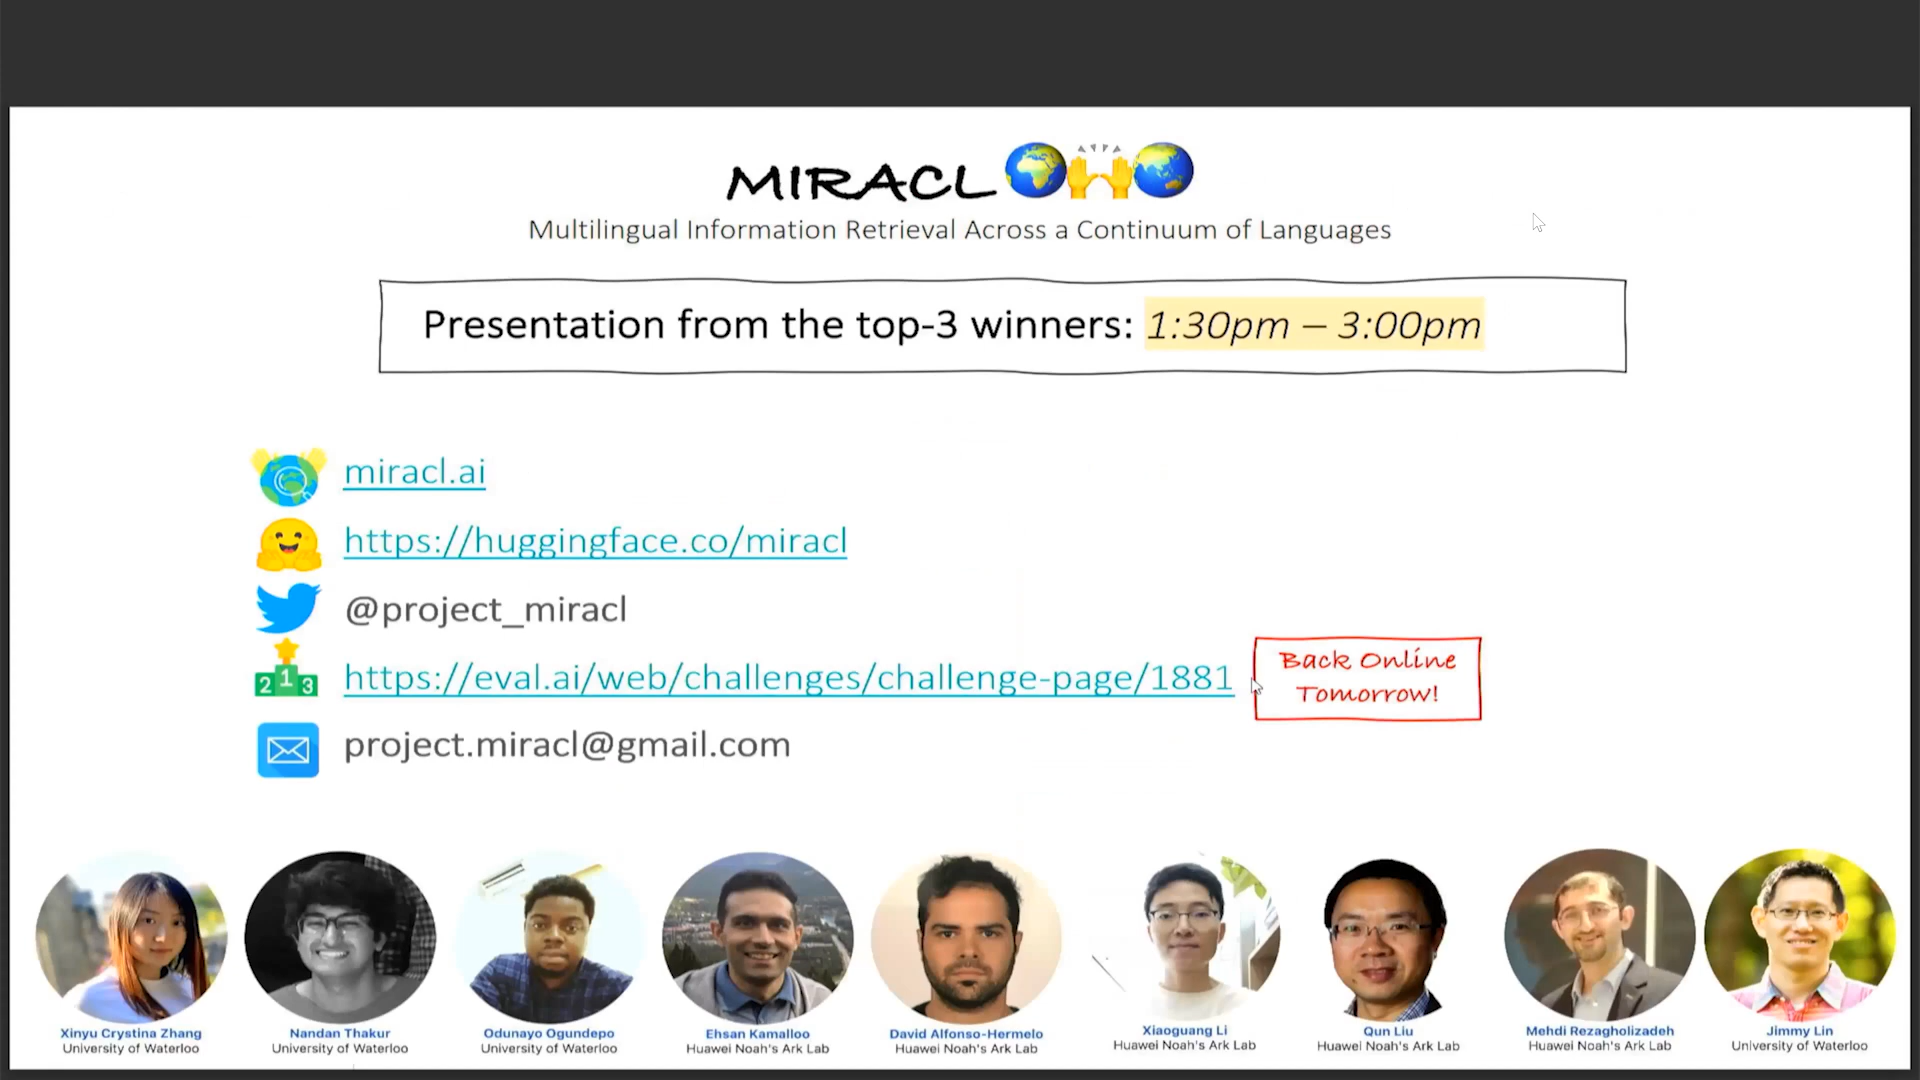 MIRACL
Multilingual Information Retrieval Across a Continuum of Languages
Presentation from the top-3 winners: 1:30pm – 3:00pm
miracl.ai
https://huggingface.co/miracl
@project_miracl
2 1 3
https://eval.ai/web/challenges/challenge-page/1881
Back Online
Tomorrow!
project.miracl@gmail.com
Xinyu Crystina Zhang
University of Waterloo
Nandan Thakur
University of Waterloo
Odunayo Ogundepo
University of Waterloo
Ehsan Kamalloo
Huawei Noah's Ark Lab
David Alfonso-Hermelo
Huawei Noah's Ark Lab
Xiaoguang Li
Huawei Noah's Ark Lab
Qun Liu
Huawei Noah's Ark Lab
Mehdi Rezagholizadeh
Huawei Noah's Ark Lab
Jimmy Lin
University of Waterloo